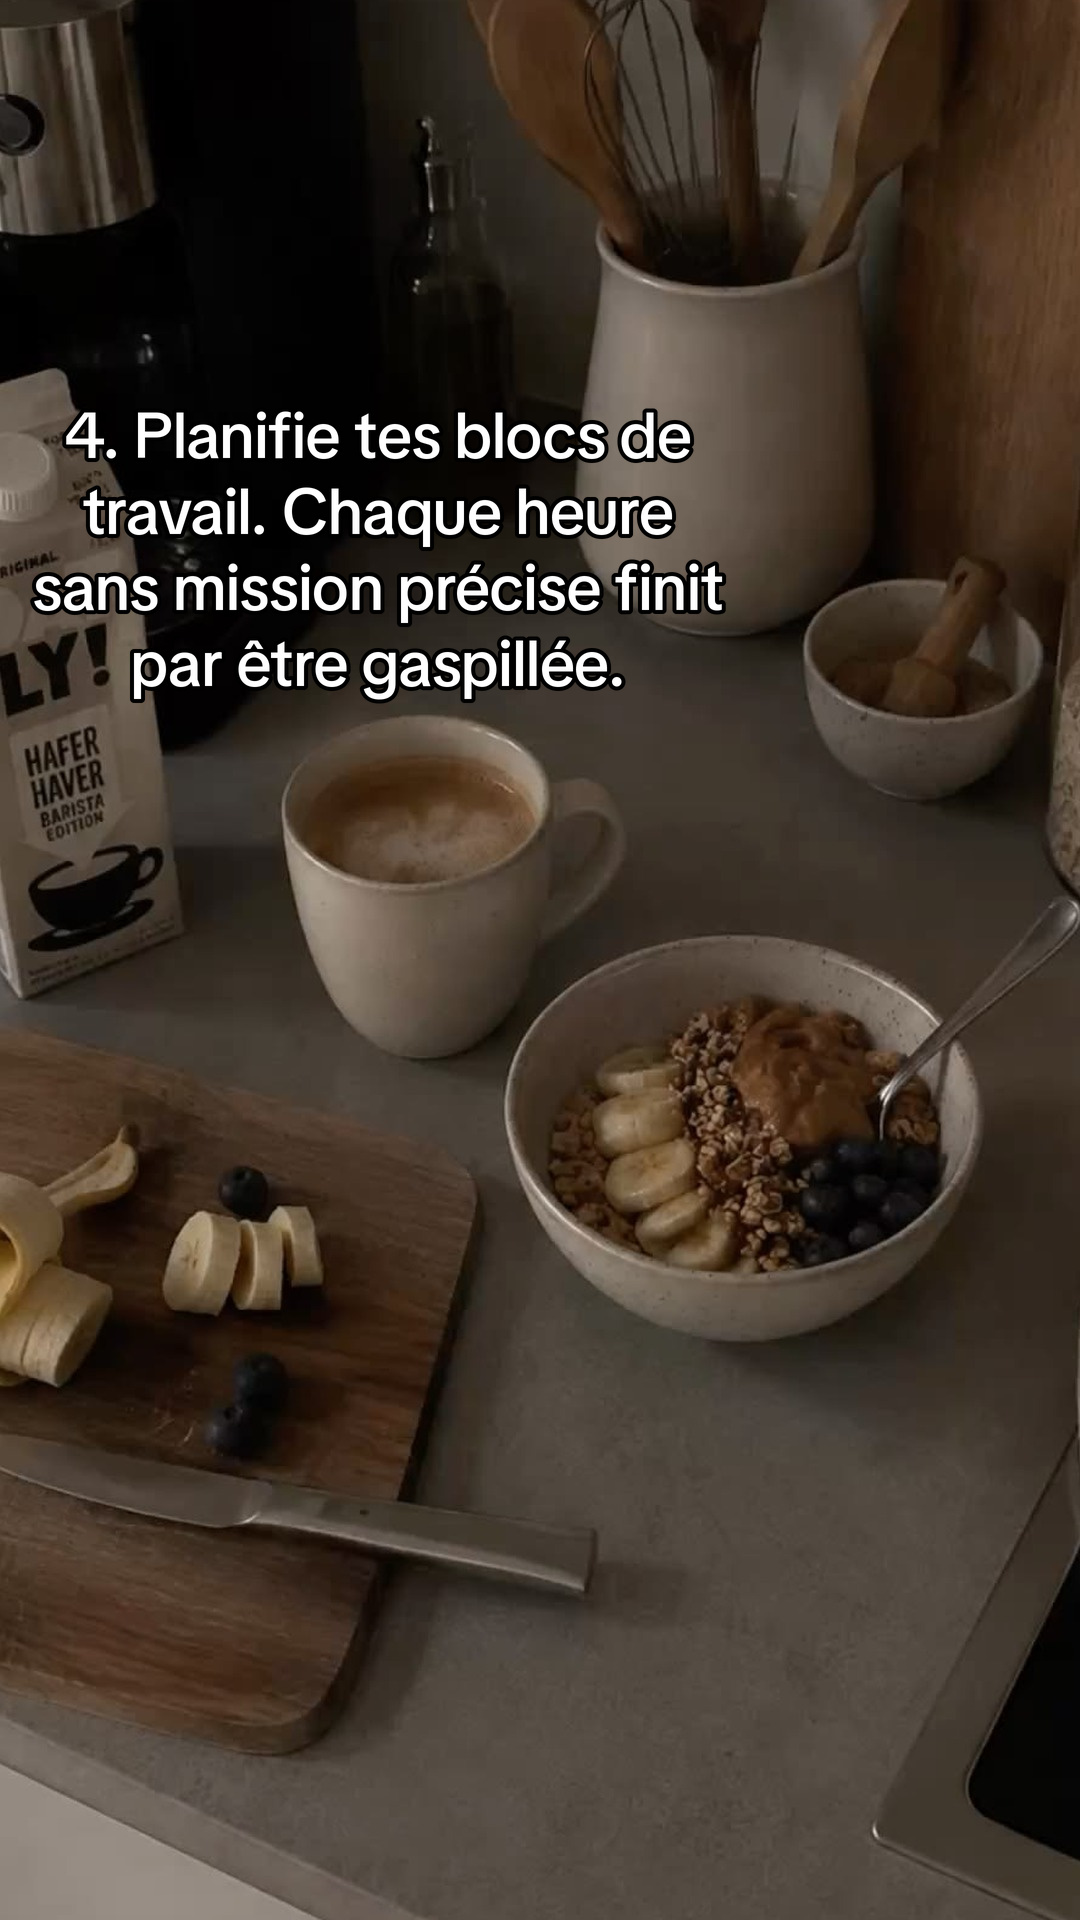 4. Planifie tes blocs de
travail. Chaque heure
sans mission précise finit
par être gaspillée.
RIGINAL
LY!
HAFER
HAVER
BARISTA
EDITION